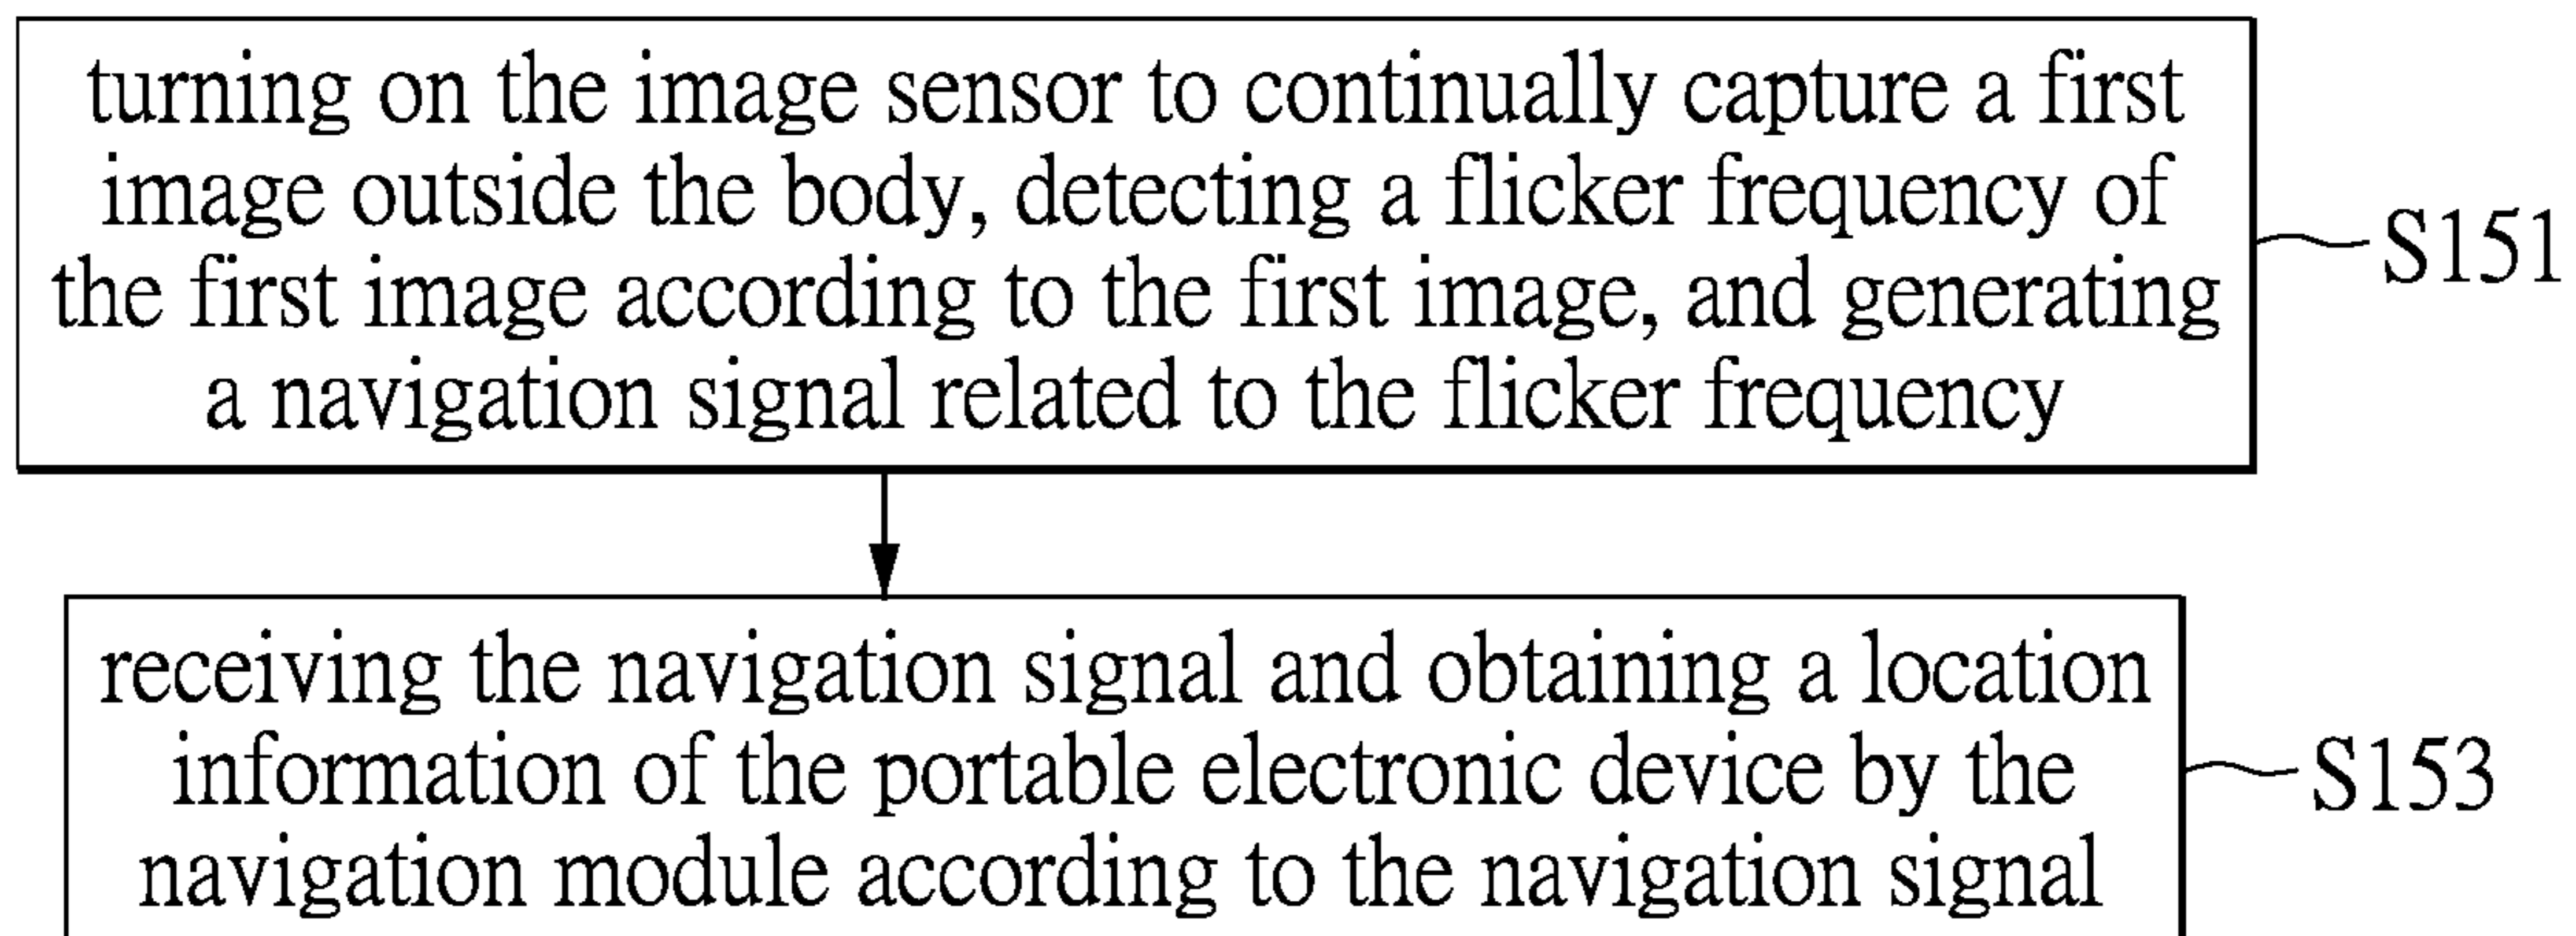 turning on the image sensor to continually capture a first
image outside the body, detecting a flicker frequency of
the first image according to the first image, and generating
a navigation signal related to the flicker frequency
S151
receiving the navigation signal and obtaining a location
information of the portable electronic device by the
navigation module according to the navigation signal
S153